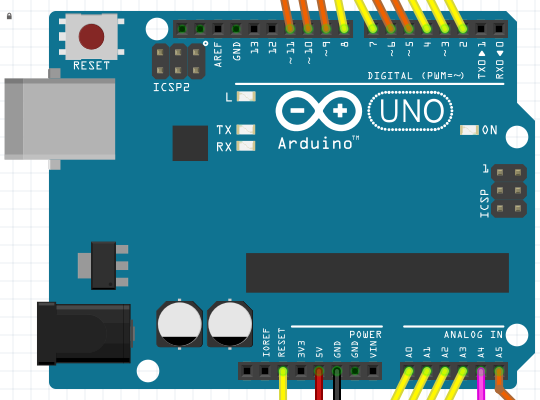 RESET
ICSP2
AREF
GND
13
12
~11
~10
~9
8
7
~6
~5
4
~3
2
TXD▶1
RXD◀0
DIGITAL (PWM=~)
L
TX
RX
Arduino™
UNO
ON
1
ICSP
POWER
ANALOG IN
IOREF
RESET
3V3
5V
GND
GND
VIN
A0
A1
A2
A3
A4
A5